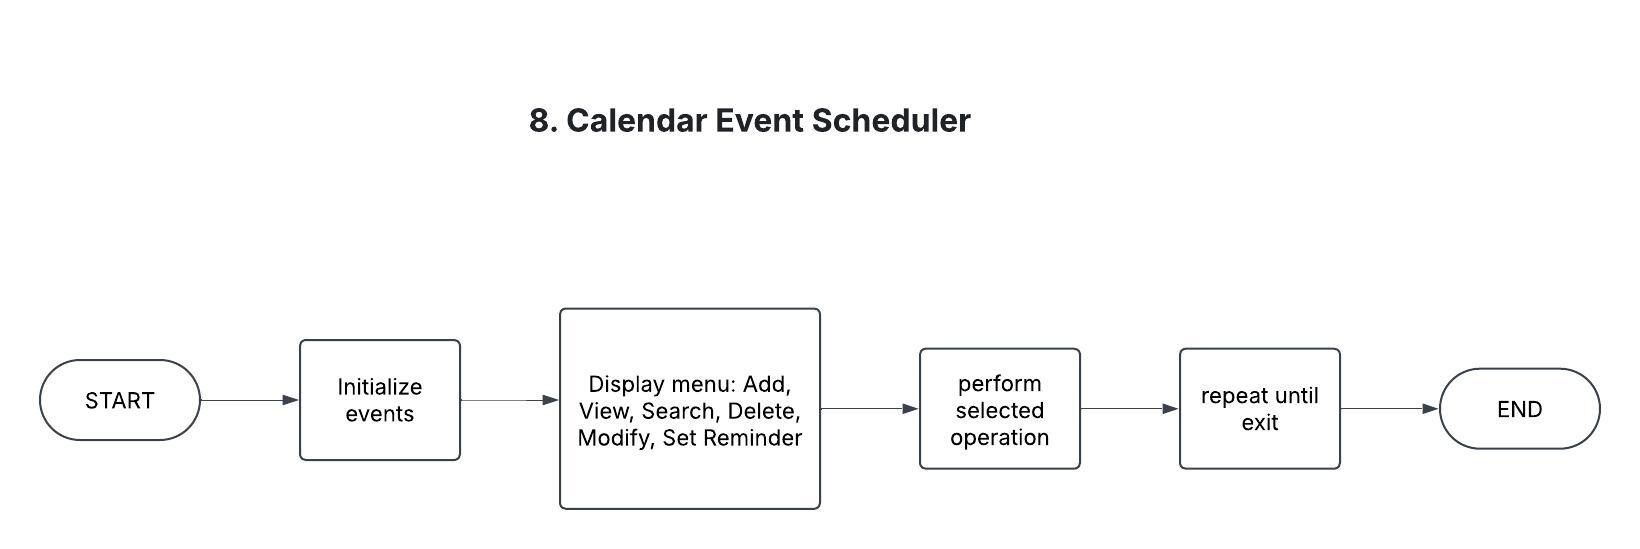 8. Calendar Event Scheduler
START
Initialize
events
Display menu: Add,
View, Search, Delete,
Modify, Set Reminder
perform
selected
operation
repeat until
exit
END